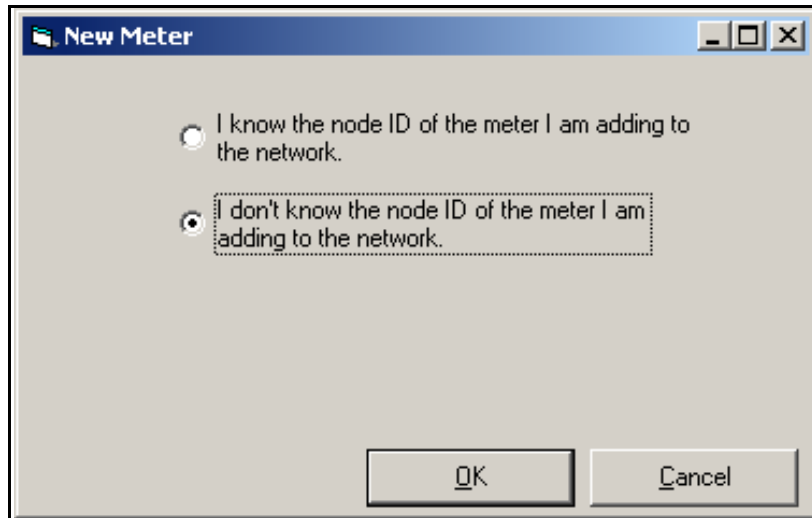 New Meter
I know the node ID of the meter I am adding to
the network.
I don't know the node ID of the meter I am
adding to the network.
OK
Cancel